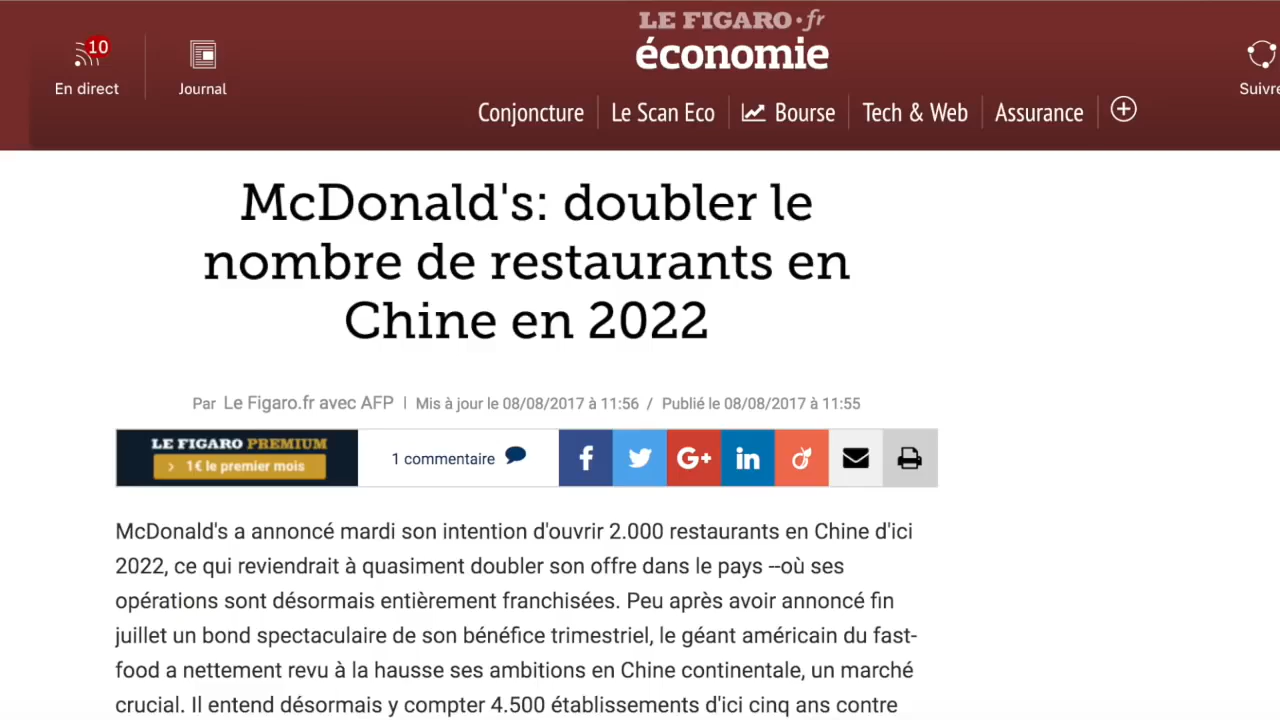 LE FIGARO·fr
économie
10
En direct
Journal
Suivre
Conjoncture
Le Scan Eco
Bourse
Tech & Web
Assurance
McDonald's: doubler le
nombre de restaurants en
Chine en 2022
Par Le Figaro.fr avec AFP | Mis à jour le 08/08/2017 à 11:56 / Publié le 08/08/2017 à 11:55
LE FIGARO PREMIUM
> 1€ le premier mois
1 commentaire
G+
in
McDonald's a annoncé mardi son intention d'ouvrir 2.000 restaurants en Chine d'ici
2022, ce qui reviendrait à quasiment doubler son offre dans le pays --où ses
opérations sont désormais entièrement franchisées. Peu après avoir annoncé fin
juillet un bond spectaculaire de son bénéfice trimestriel, le géant américain du fast-
food a nettement revu à la hausse ses ambitions en Chine continentale, un marché
crucial. Il entend désormais y compter 4.500 établissements d'ici cinq ans contre